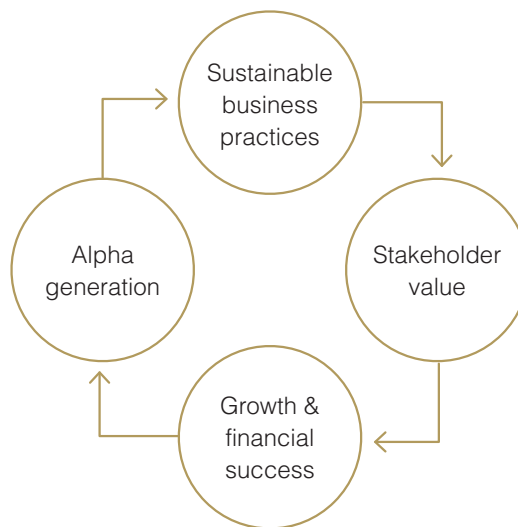 Sustainable
business
practices
Alpha
generation
Stakeholder
value
Growth &
financial
success